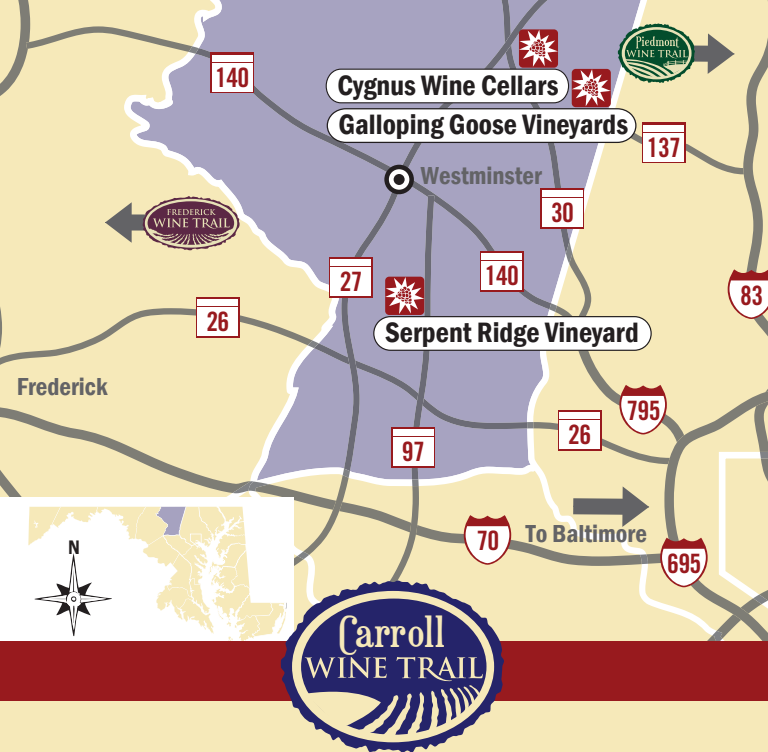 Piedmont
WINE TRAIL
140
Cygnus Wine Cellars
Galloping Goose Vineyards
137
Westminster
30
FREDERICK
WINE TRAIL
27
140
83
26
Serpent Ridge Vineyard
Frederick
795
26
97
To Baltimore
70
695
N
Carroll
WINE TRAIL